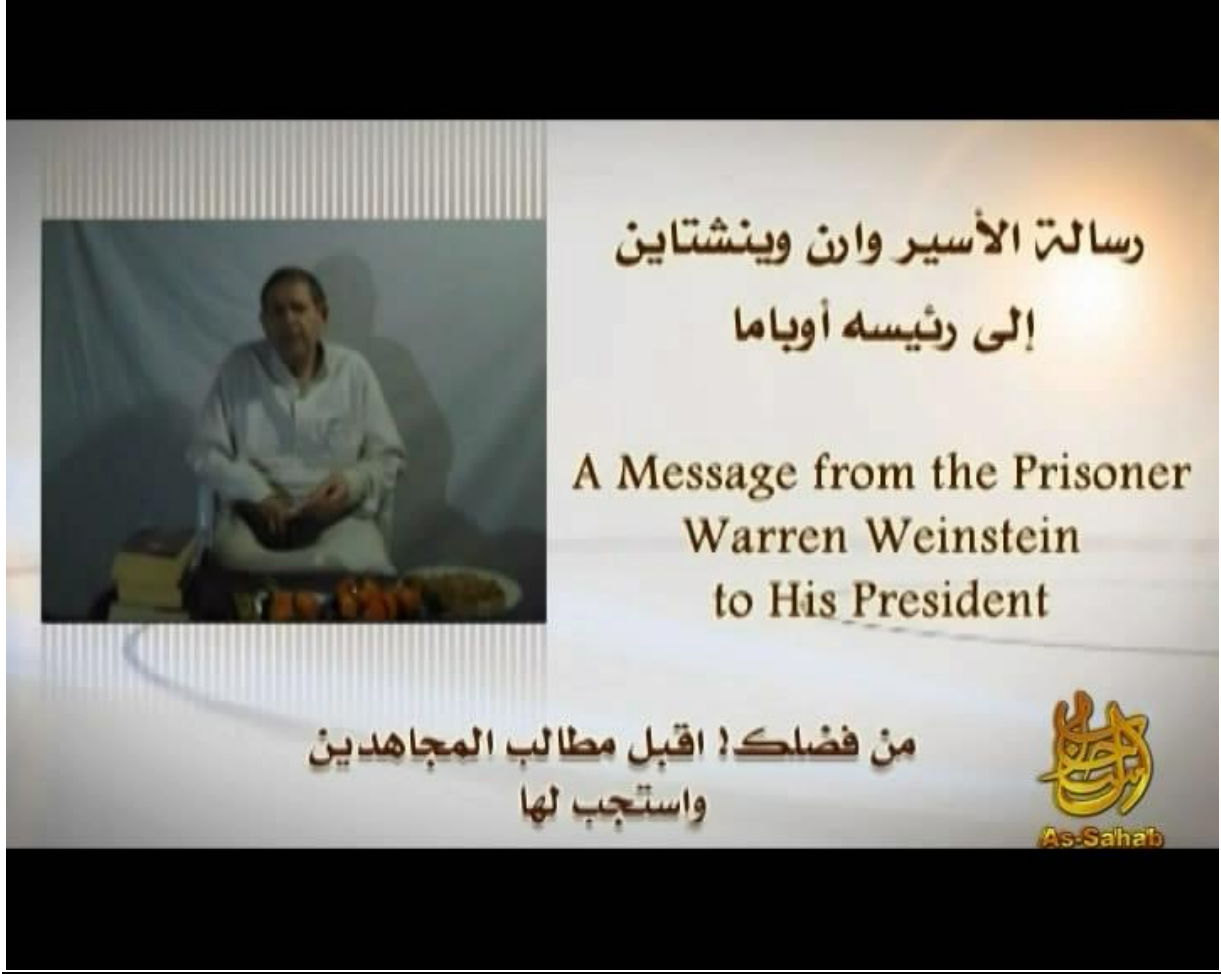 رسالة الأسير وارن وينشتاين
إلى رئيسه أوباما
A Message from the Prisoner
Warren Weinstein
to His President
من فضلك! اقبل مطالب المجاهدين
واستجب لها
السحاب
As-Sahab